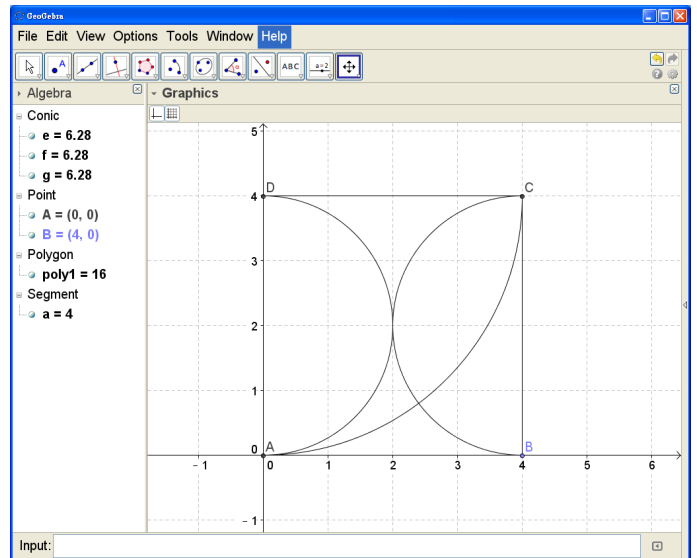 GeoGebra
File Edit View Options Tools Window Help
A
ABC
a=2
Algebra
Graphics
Conic
e = 6.28
f = 6.28
g = 6.28
Point
A = (0, 0)
B = (4, 0)
Polygon
poly1 = 16
Segment
a = 4
5
D
C
4
3
2
1
0
A
B
– 1
0
1
2
3
4
5
6
– 1
Input: